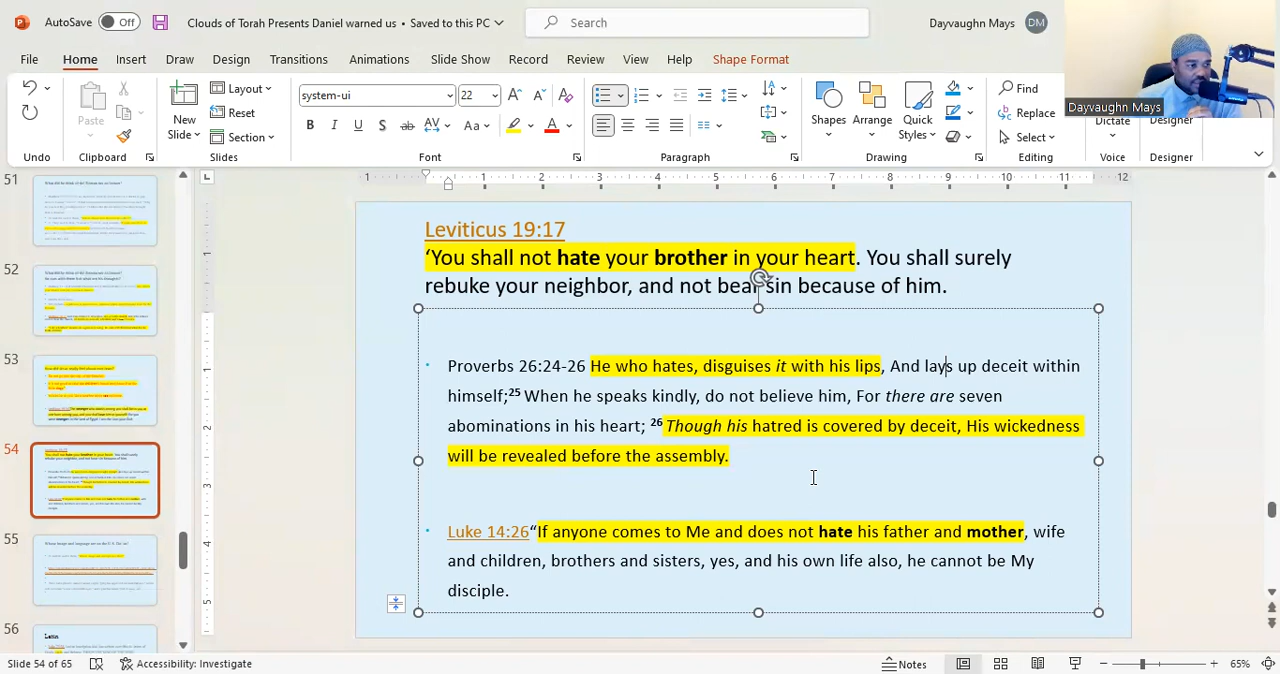 AutoSave Off Clouds of Torah Presents Daniel warned us • Saved to this PC Search Dayvaughn Mays DM
File Home Insert Draw Design Transitions Animations Slide Show Record Review View Help Shape Format
Dayvaughn Mays
Paste New Slide Layout Reset Section
system-ui 22
Shapes Arrange Quick Styles Find Replace Select Dictate Designer
Undo Clipboard Slides Font Paragraph Drawing Editing Voice Designer
51
52
53
54
55
56
Leviticus 19:17
‘You shall not hate your brother in your heart. You shall surely
rebuke your neighbor, and not bear sin because of him.
• Proverbs 26:24-26 He who hates, disguises it with his lips, And lays up deceit within
himself;25 When he speaks kindly, do not believe him, For there are seven
abominations in his heart; 26 Though his hatred is covered by deceit, His wickedness
will be revealed before the assembly.
• Luke 14:26“If anyone comes to Me and does not hate his father and mother, wife
and children, brothers and sisters, yes, and his own life also, he cannot be My
disciple.
Slide 54 of 65 Accessibility: Investigate Notes 65%